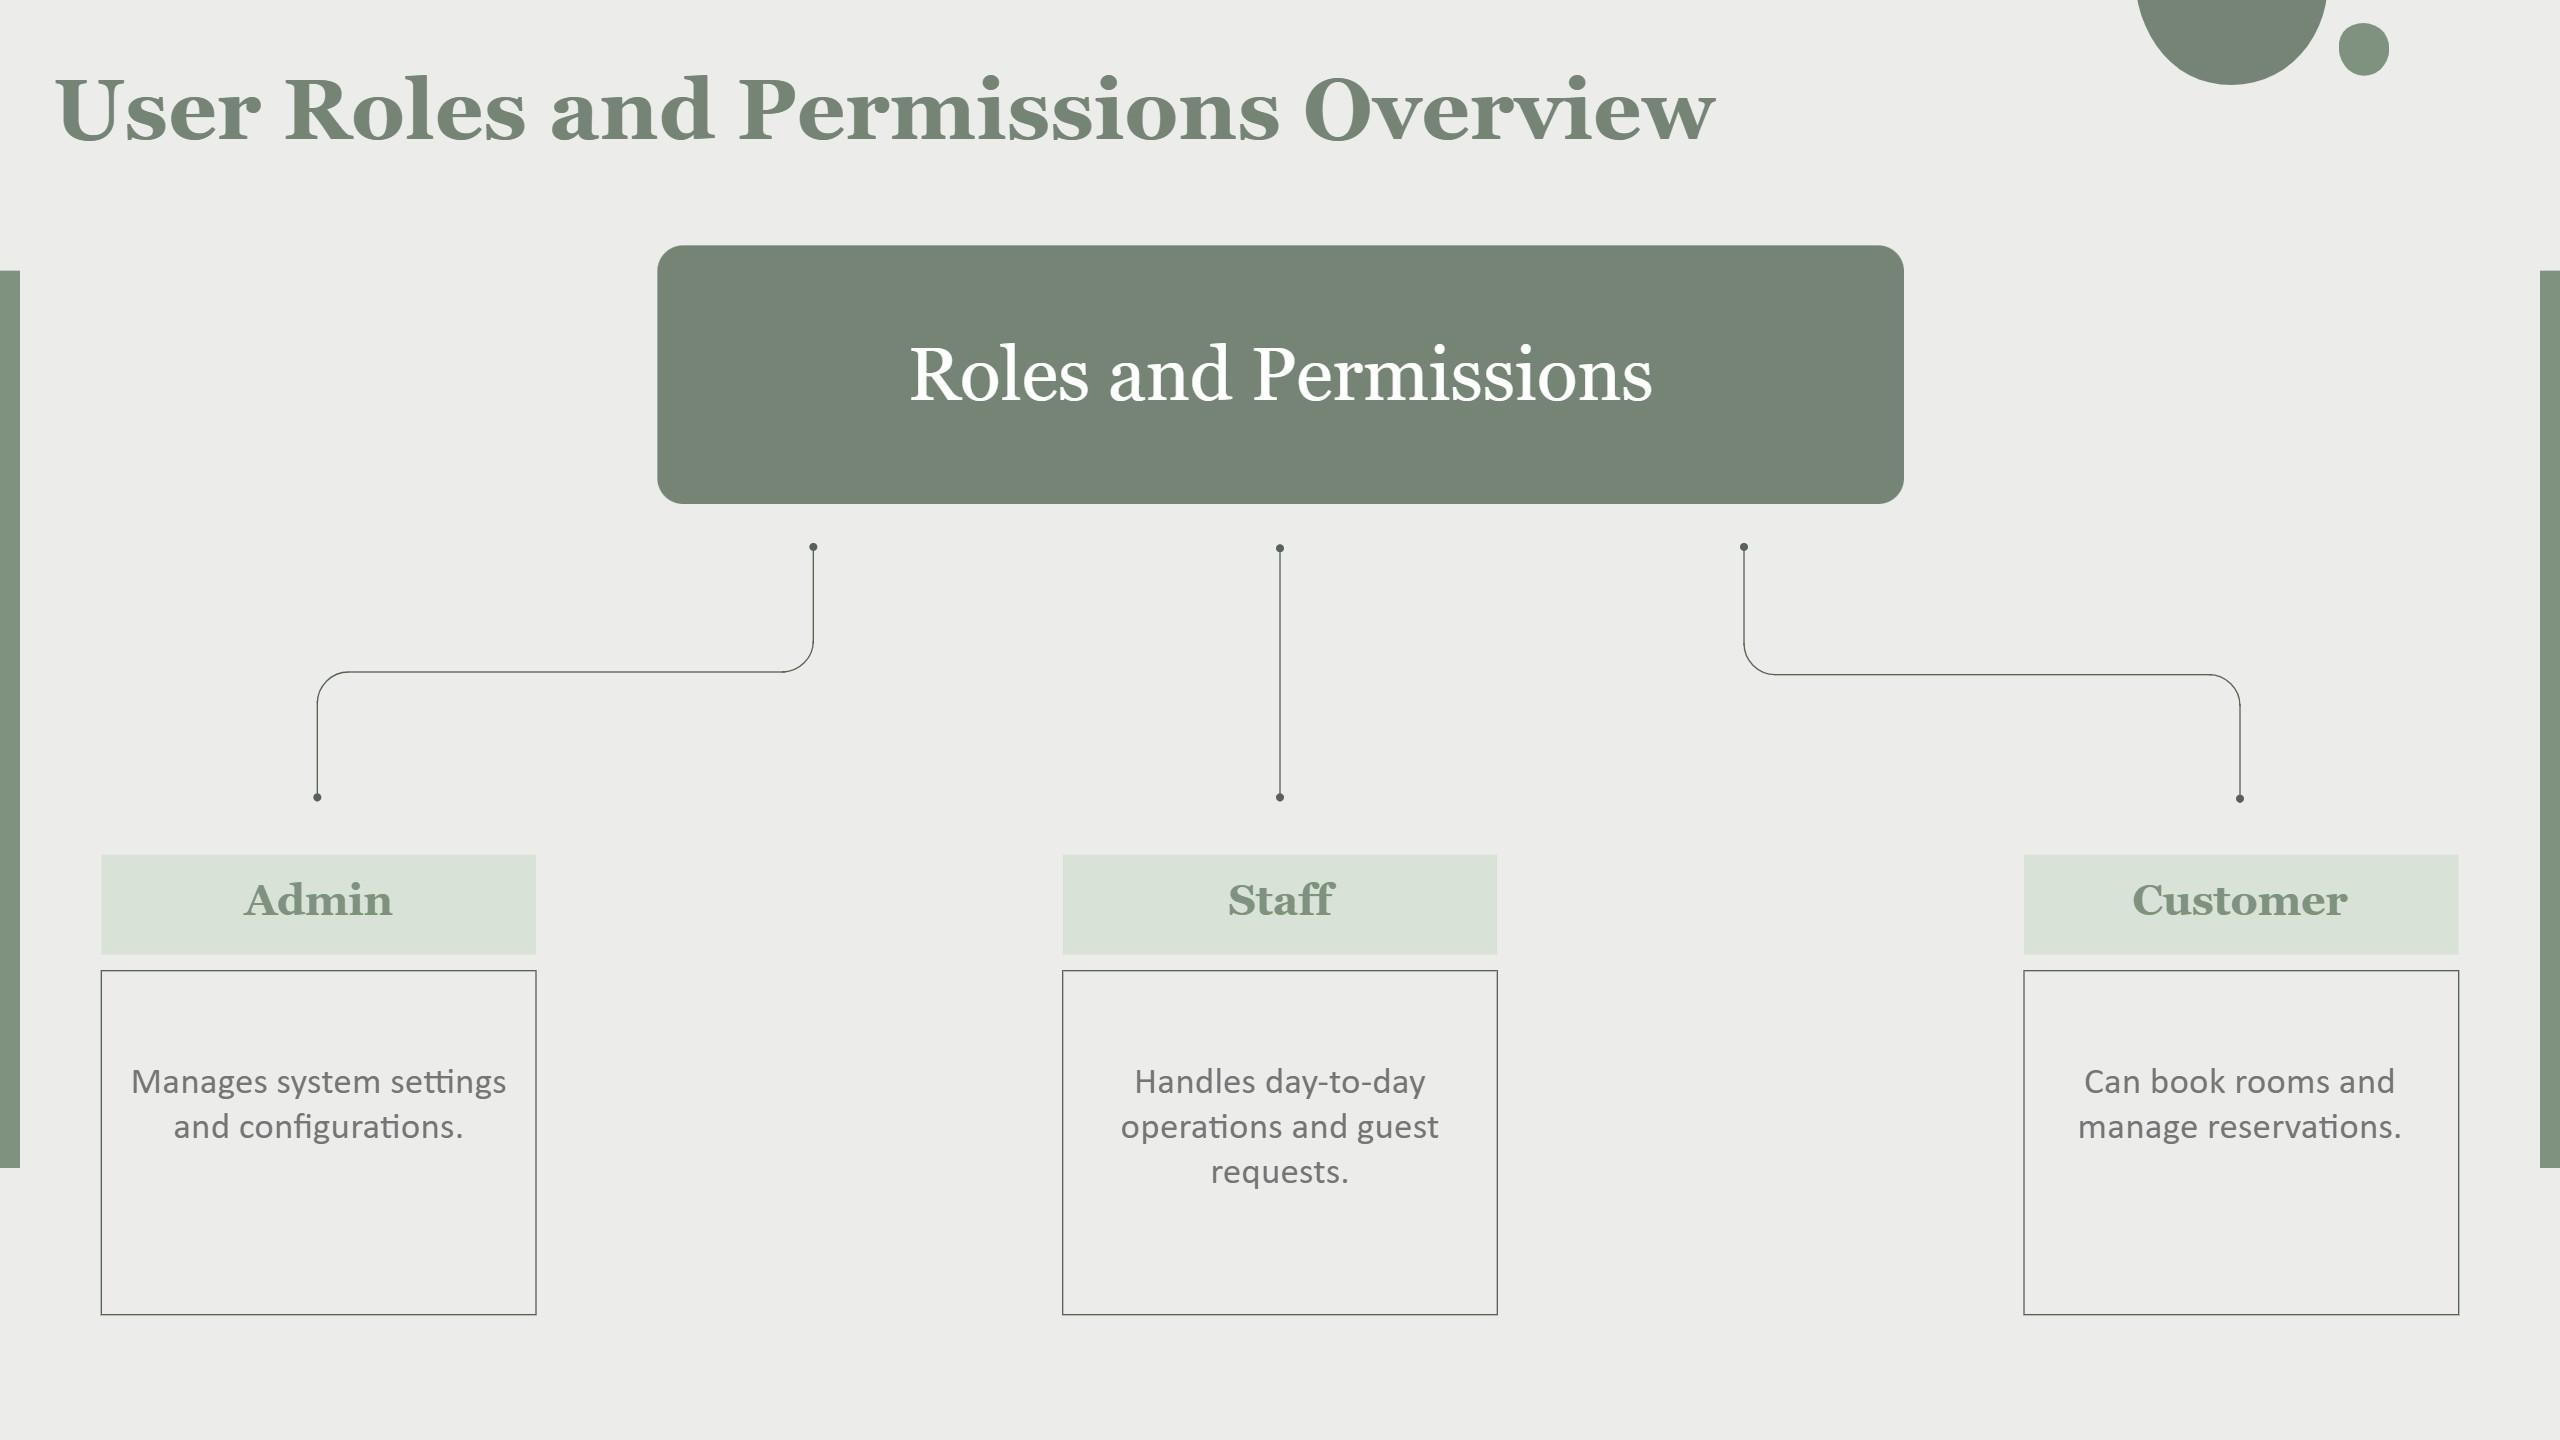 User Roles and Permissions Overview
Roles and Permissions
Admin
Manages system settings
and configurations.
Staff
Handles day-to-day
operations and guest
requests.
Customer
Can book rooms and
manage reservations.